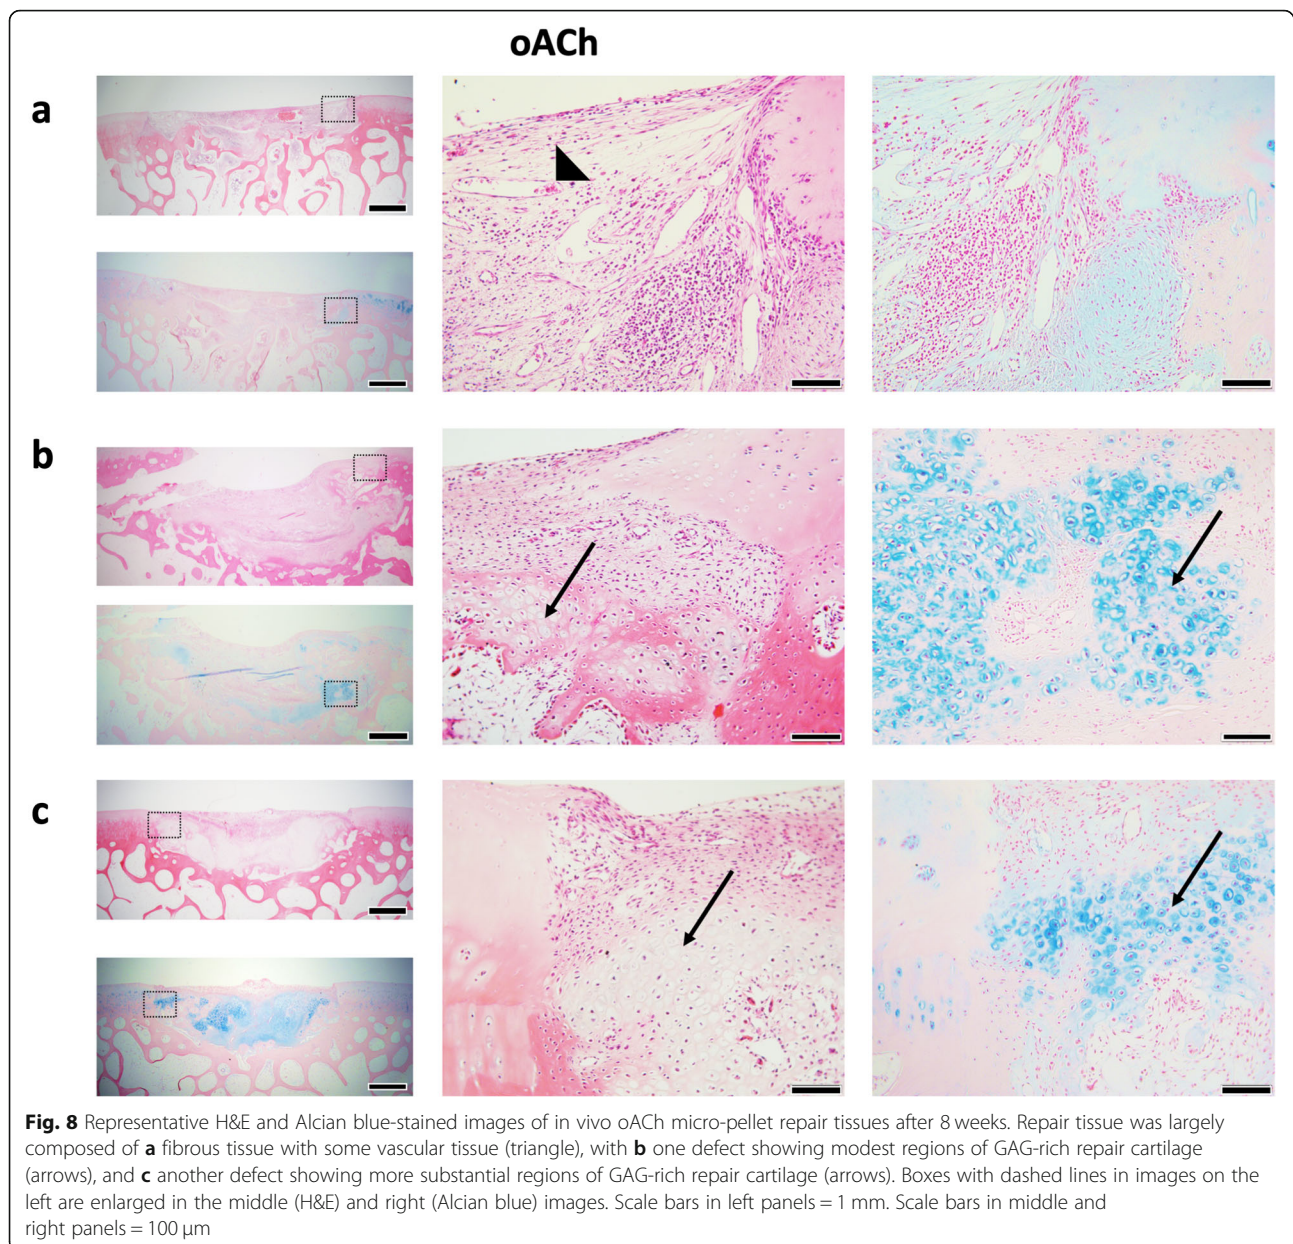 oACh
a
b
c
Fig. 8 Representative H&E and Alcian blue-stained images of in vivo oACh micro-pellet repair tissues after 8 weeks. Repair tissue was largely
composed of a fibrous tissue with some vascular tissue (triangle), with b one defect showing modest regions of GAG-rich repair cartilage
(arrows), and c another defect showing more substantial regions of GAG-rich repair cartilage (arrows). Boxes with dashed lines in images on the
left are enlarged in the middle (H&E) and right (Alcian blue) images. Scale bars in left panels = 1 mm. Scale bars in middle and
right panels = 100 μm